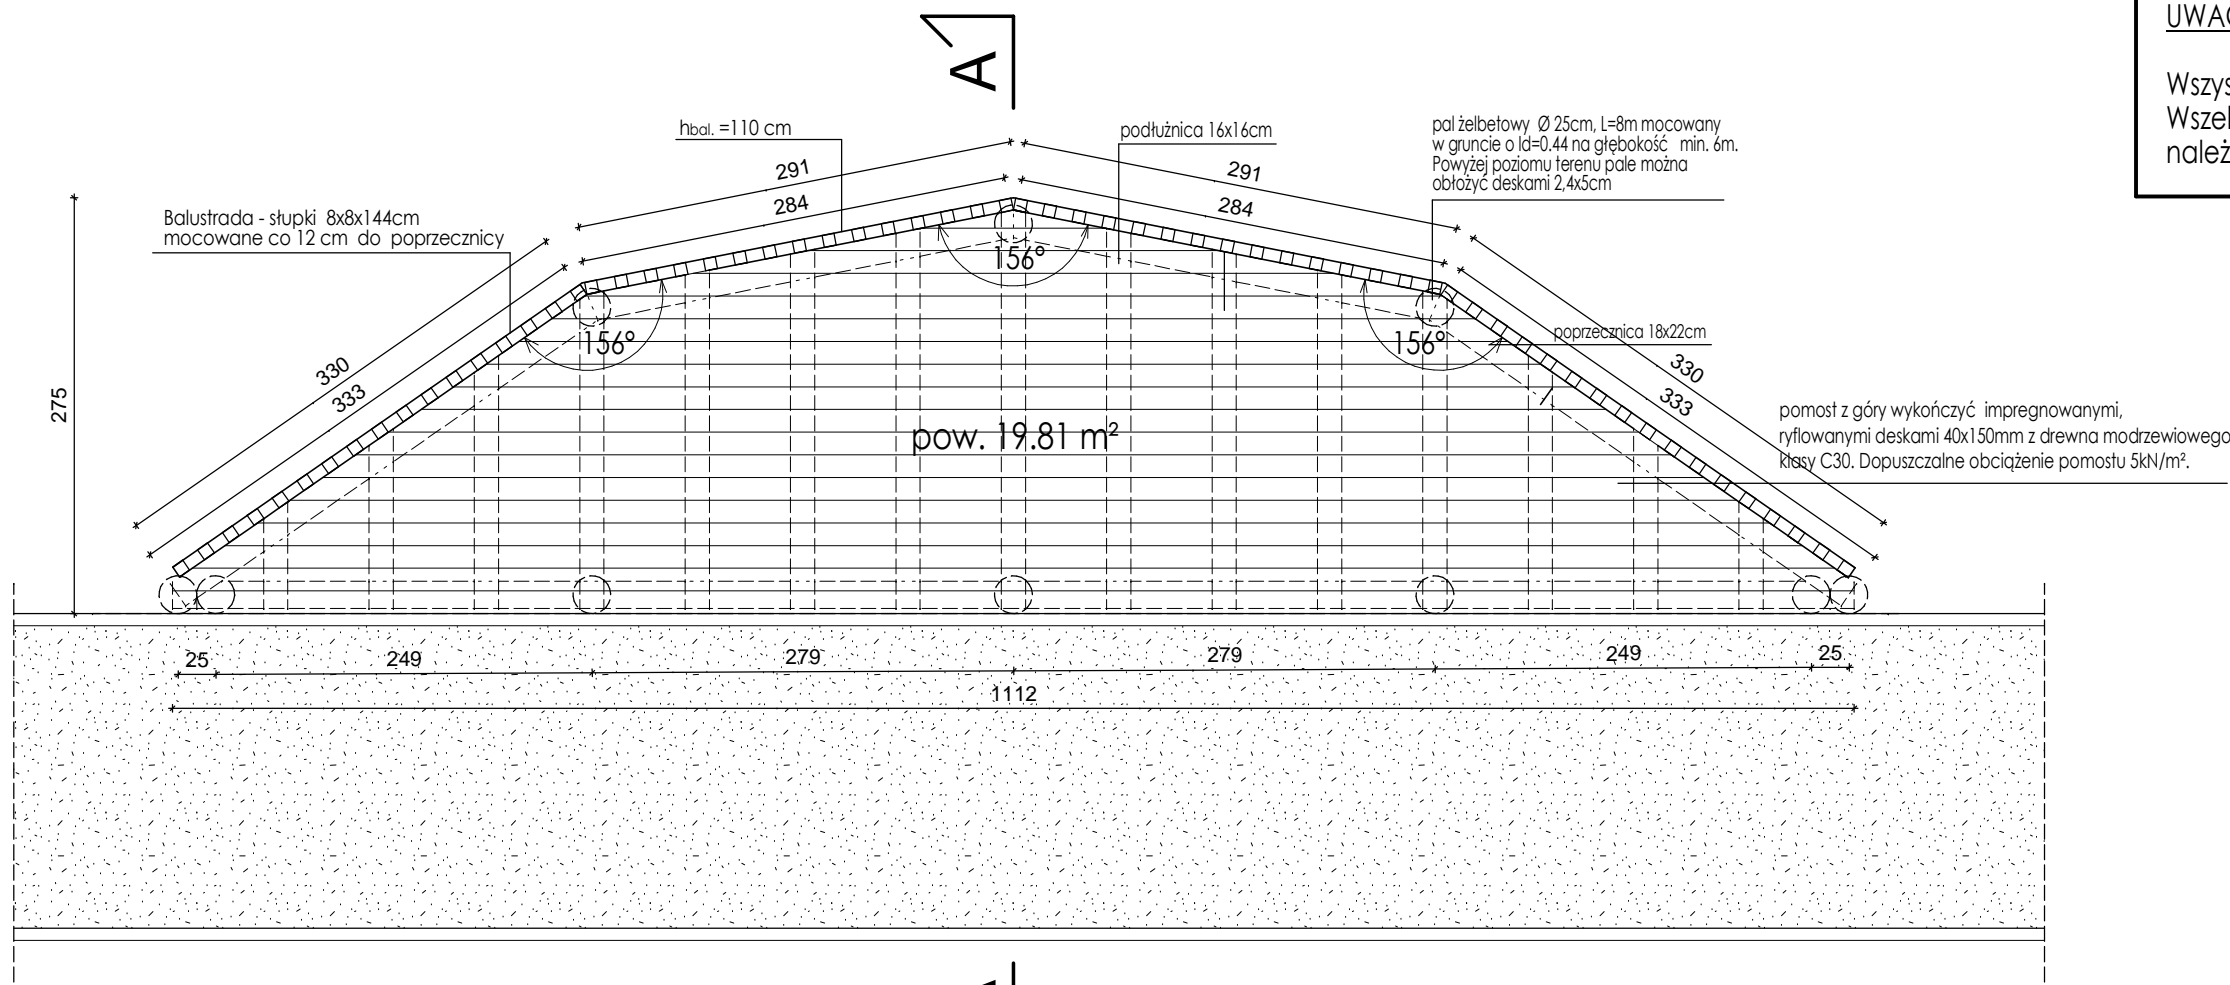 A
UWAG
Wszys
Wszel
należ
hbal. =110 cm
podłużnica 16x16cm
pal żelbetowy Ø 25cm, L=8m mocowany
w gruncie o Id=0.44 na głębokość min. 6m.
Powyżej poziomu terenu pale można
obłożyć deskami 2,4x5cm
291
291
284
284
Balustrada - słupki 8x8x144cm
mocowane co 12 cm do poprzecznicy
156°
156°
156°
poprzecznica 18x22cm
330
333
330
333
275
pow. 19.81 m²
pomost z góry wykończyć impregnowanymi,
ryflowanymi deskami 40x150mm z drewna modrzewiowego
klasy C30. Dopuszczalne obciążenie pomostu 5kN/m².
25
249
279
279
249
25
1112